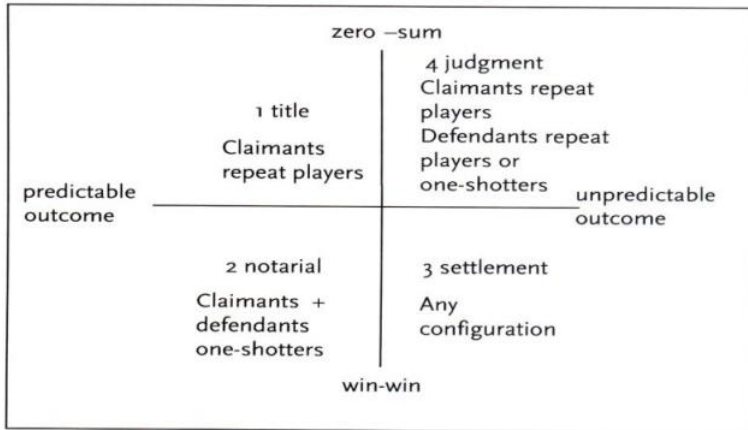 zero –sum
4 judgment
Claimants repeat
players
Defendants repeat
players or
one-shotters
1 title
Claimants
repeat players
predictable
outcome
unpredictable
outcome
2 notarial
Claimants +
defendants
one-shotters
3 settlement
Any
configuration
win-win